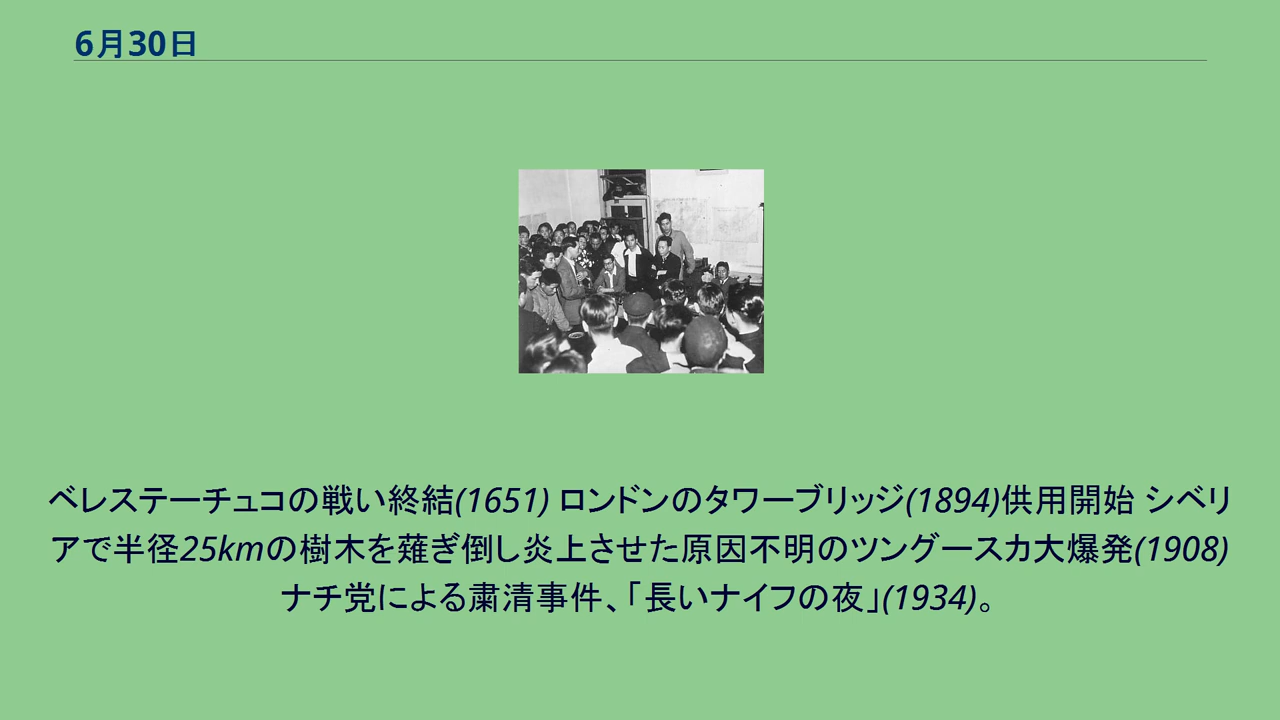 6月30日
ベレステーチュコの戦い終結(1651) ロンドンのタワーブリッジ(1894)供用開始 シベリ
アで半径25kmの樹木を薙ぎ倒し炎上させた原因不明のツングースカ大爆発(1908)
ナチ党による粛清事件、「長いナイフの夜」(1934)。